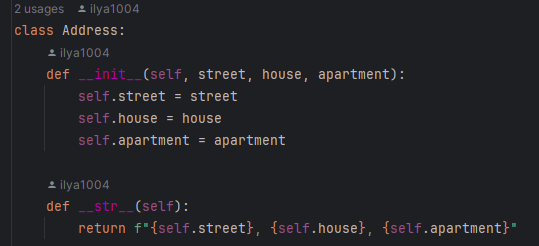 2 usages ilya1004
class Address:
ilya1004
def __init__(self, street, house, apartment):
self.street = street
self.house = house
self.apartment = apartment
ilya1004
def __str__(self):
return f"{self.street}, {self.house}, {self.apartment}"